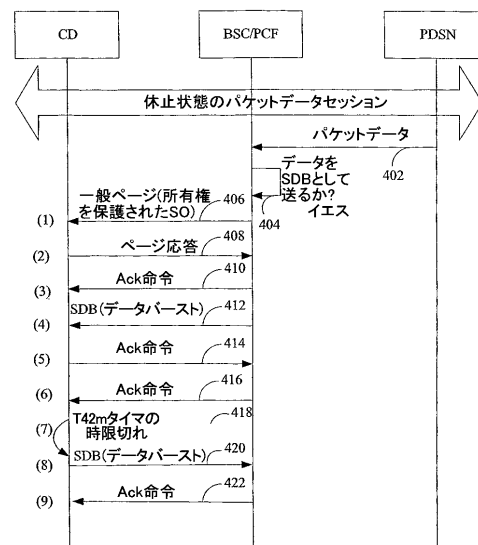 CD
BSC/PCF
PDSN
休止状態のパケットデータセッション
パケットデータ
402
データを
SDBとして
送るか?
イエス
404
一般ページ(所有権
を保護されたSO)
406
(1)
ページ応答
408
(2)
Ack命令
410
(3)
SDB(データバースト)
412
(4)
Ack命令
414
(5)
Ack命令
416
(6)
T42mタイマの
時限切れ
418
(7)
SDB(データバースト)
420
(8)
Ack命令
422
(9)